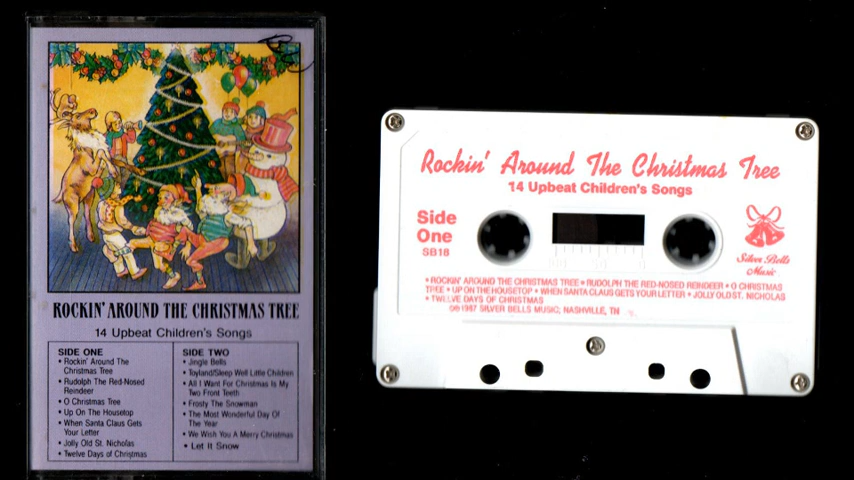 ROCKIN' AROUND THE CHRISTMAS TREE
14 Upbeat Children's Songs
SIDE ONE
• Rockin' Around The
Christmas Tree
• Rudolph The Red-Nosed
Reindeer
• O Christmas Tree
• Up On The Housetop
• When Santa Claus Gets
Your Letter
• Jolly Old St. Nicholas
• Twelve Days of Christmas
SIDE TWO
• Jingle Bells
• Toyland/Sleep Well Little Children
• All I Want For Christmas Is My
Two Front Teeth
• Frosty The Snowman
• The Most Wonderful Day Of
The Year
• We Wish You A Merry Christmas
• Let It Snow
Rockin' Around The Christmas Tree
14 Upbeat Children's Songs
Side
One
SB18
Silver Bells
Music
• ROCKIN' AROUND THE CHRISTMAS TREE • RUDOLPH THE RED-NOSED REINDEER • O CHRISTMAS
TREE • UP ON THE HOUSETOP • WHEN SANTA CLAUS GETS YOUR LETTER • JOLLY OLD ST. NICHOLAS
• TWELVE DAYS OF CHRISTMAS
1987 SILVER BELLS MUSIC, NASHVILLE, TN